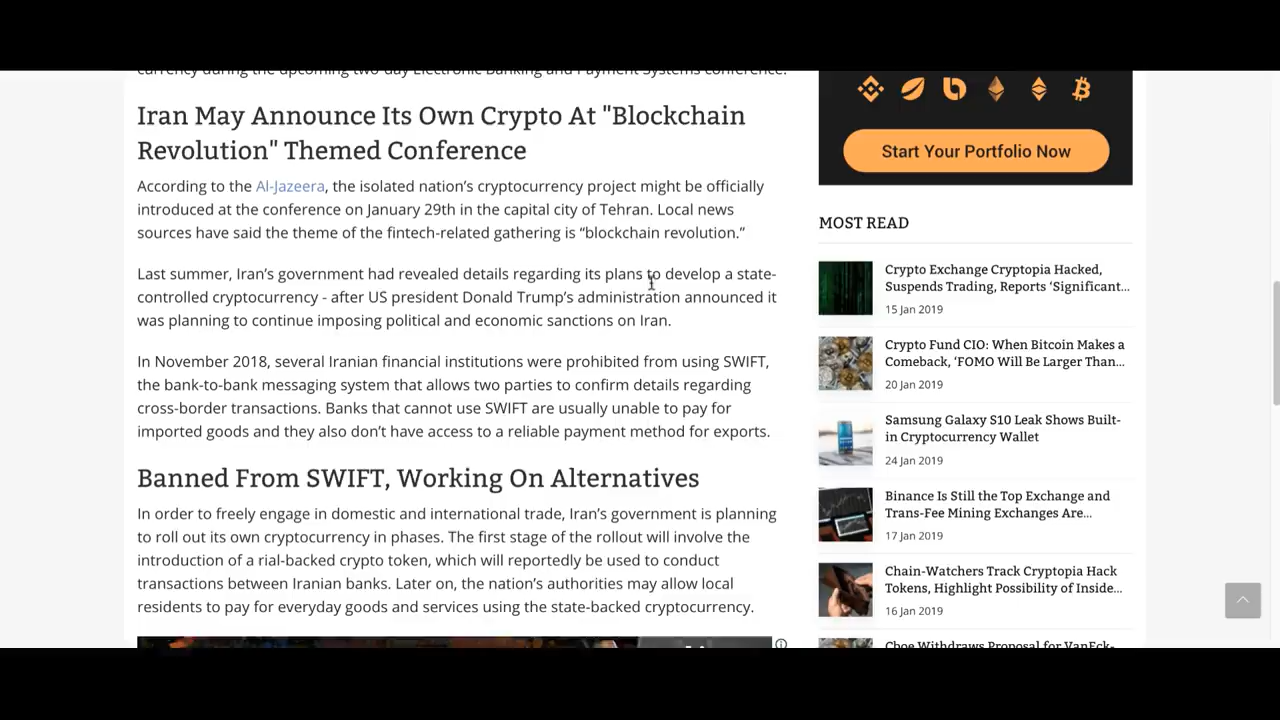 currency during the upcoming two-day Electronic Banking and Payment Systems conference.
Iran May Announce Its Own Crypto At "Blockchain
Revolution" Themed Conference
According to the Al-Jazeera, the isolated nation’s cryptocurrency project might be officially
introduced at the conference on January 29th in the capital city of Tehran. Local news
sources have said the theme of the fintech-related gathering is “blockchain revolution.”
Last summer, Iran’s government had revealed details regarding its plans to develop a state-
controlled cryptocurrency - after US president Donald Trump’s administration announced it
was planning to continue imposing political and economic sanctions on Iran.
In November 2018, several Iranian financial institutions were prohibited from using SWIFT,
the bank-to-bank messaging system that allows two parties to confirm details regarding
cross-border transactions. Banks that cannot use SWIFT are usually unable to pay for
imported goods and they also don’t have access to a reliable payment method for exports.
Banned From SWIFT, Working On Alternatives
In order to freely engage in domestic and international trade, Iran’s government is planning
to roll out its own cryptocurrency in phases. The first stage of the rollout will involve the
introduction of a rial-backed crypto token, which will reportedly be used to conduct
transactions between Iranian banks. Later on, the nation’s authorities may allow local
residents to pay for everyday goods and services using the state-backed cryptocurrency.
Start Your Portfolio Now
MOST READ
Crypto Exchange Cryptopia Hacked,
Suspends Trading, Reports ‘Significant...
15 Jan 2019
Crypto Fund CIO: When Bitcoin Makes a
Comeback, ‘FOMO Will Be Larger Than...
20 Jan 2019
Samsung Galaxy S10 Leak Shows Built-
in Cryptocurrency Wallet
24 Jan 2019
Binance Is Still the Top Exchange and
Trans-Fee Mining Exchanges Are...
17 Jan 2019
Chain-Watchers Track Cryptopia Hack
Tokens, Highlight Possibility of Inside...
16 Jan 2019
Cboe Withdraws Proposal for VanEck-